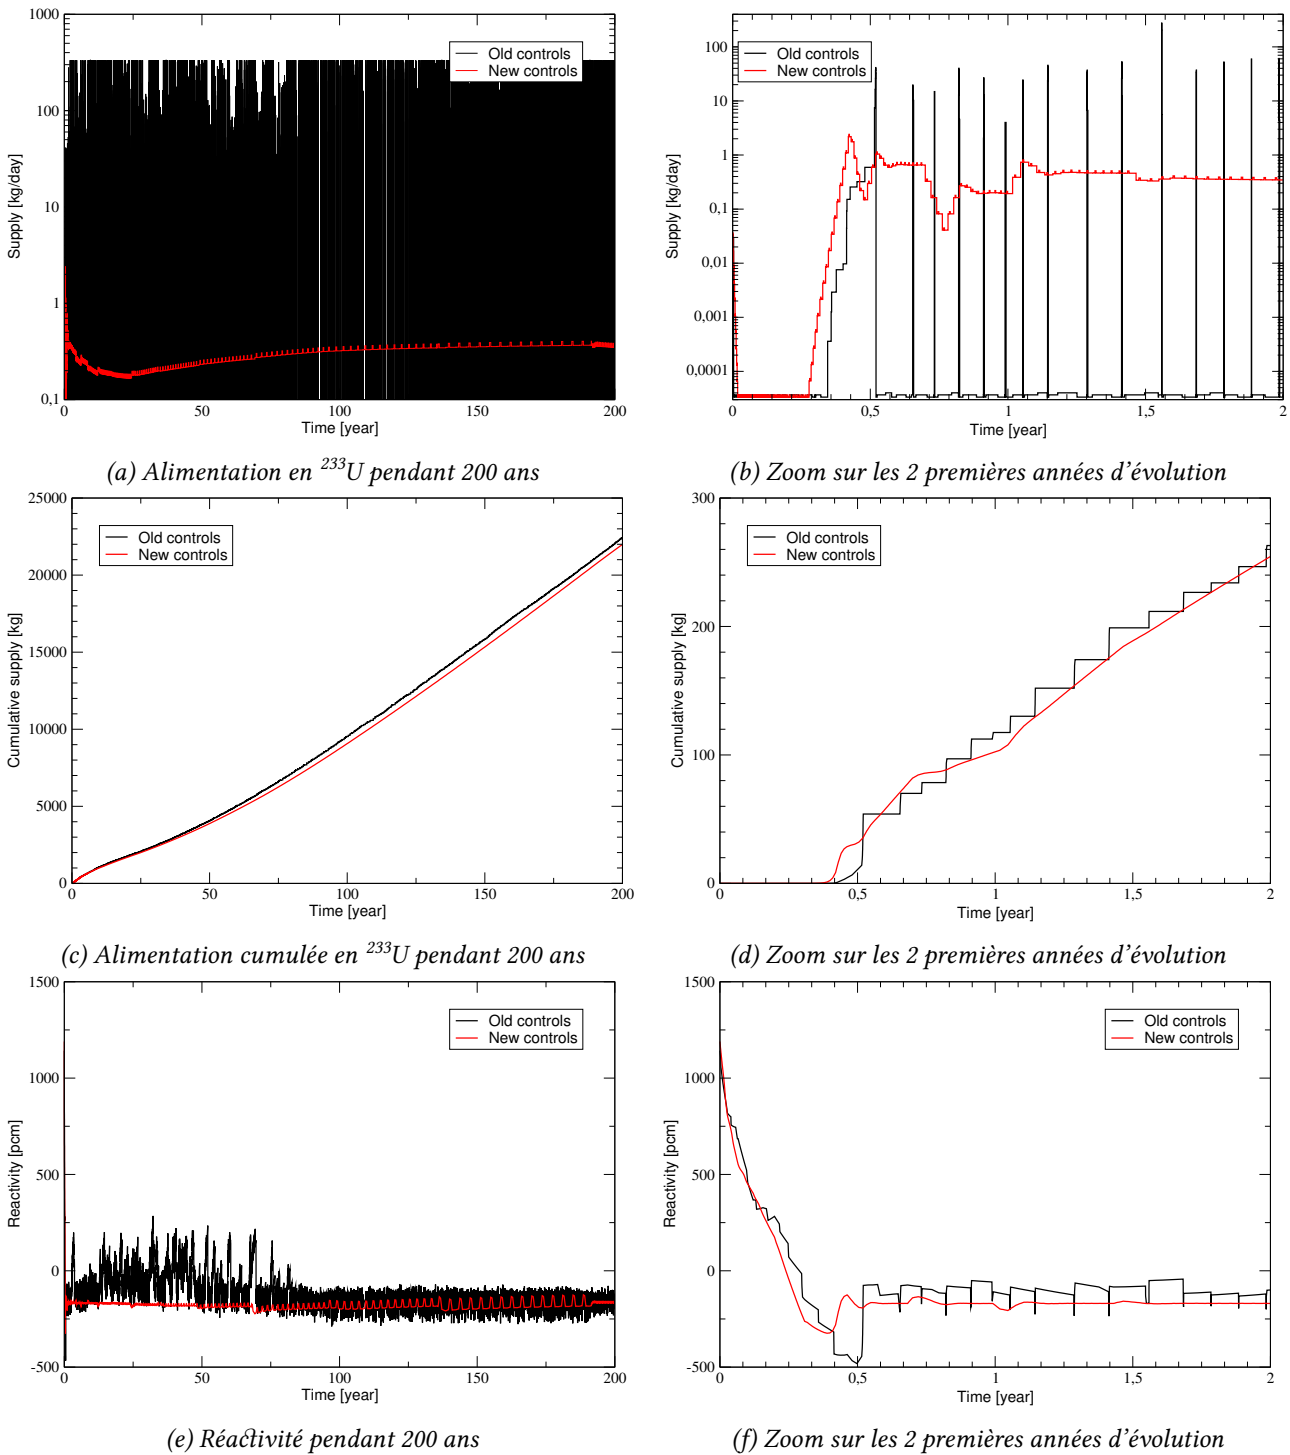 1000
100
10
1
0,1
Supply [kg/day]
Old controls
New controls
0 50 100 150 200
Time [year]
(a) Alimentation en ²³³U pendant 200 ans
100
10
1
0,1
0,01
0,001
0,0001
Supply [kg/day]
Old controls
New controls
0 0,5 1 1,5 2
Time [year]
(b) Zoom sur les 2 premières années d'évolution
25000
20000
15000
10000
5000
0
Cumulative supply [kg]
Old controls
New controls
0 50 100 150 200
Time [year]
(c) Alimentation cumulée en ²³³U pendant 200 ans
300
200
100
0
Cumulative supply [kg]
Old controls
New controls
0 0,5 1 1,5 2
Time [year]
(d) Zoom sur les 2 premières années d'évolution
1500
1000
500
0
-500
Reactivity [pcm]
Old controls
New controls
0 50 100 150 200
Time [year]
(e) Réactivité pendant 200 ans
1500
1000
500
0
-500
Reactivity [pcm]
Old controls
New controls
0 0,5 1 1,5 2
Time [year]
(f) Zoom sur les 2 premières années d'évolution